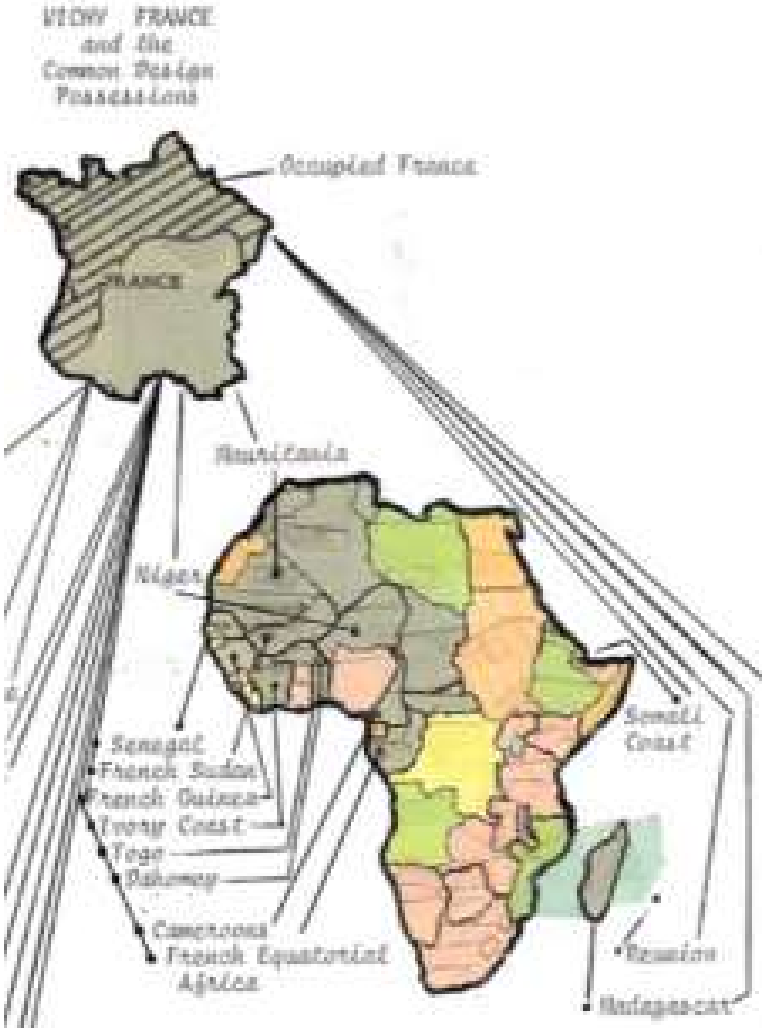 VICHY FRANCE
and the
Common Design
Possessions
Occupied France
FRANCE
Mauritania
Niger
Somali
Coast
Senegal
French Sudan
French Guinea
Ivory Coast
Togo
Dahomey
Cameroons
French Equatorial
Africa
Reunion
Madagascar